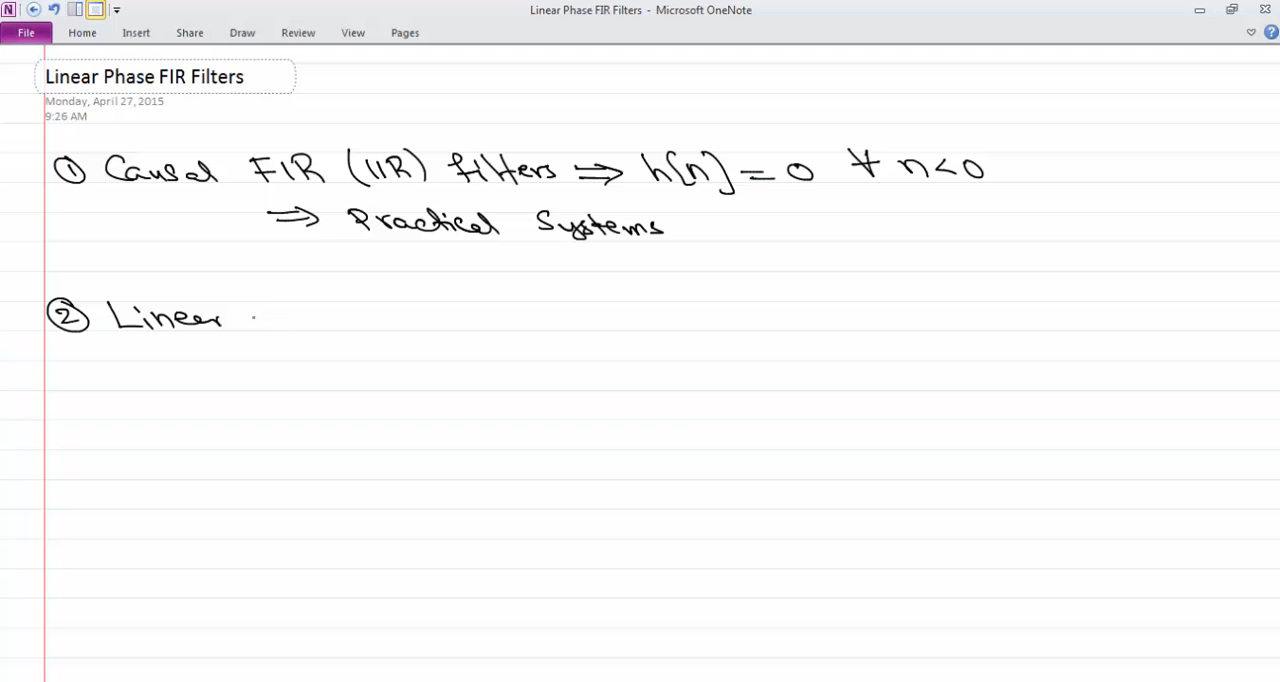 Linear Phase FIR Filters - Microsoft OneNote
File Home Insert Share Draw Review View Pages
Linear Phase FIR Filters
Monday, April 27, 2015
9:26 AM
① Causal FIR (IIR) filters ⇒ h[n] = 0 ∀ n<0
⇒ Practical Systems
② Linear